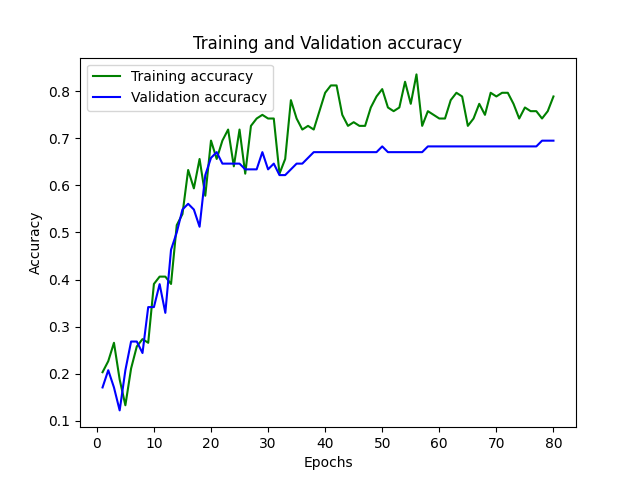 Training and Validation accuracy
Training accuracy
Validation accuracy
0.8
0.7
0.6
0.5
0.4
0.3
0.2
0.1
Accuracy
0 10 20 30 40 50 60 70 80
Epochs